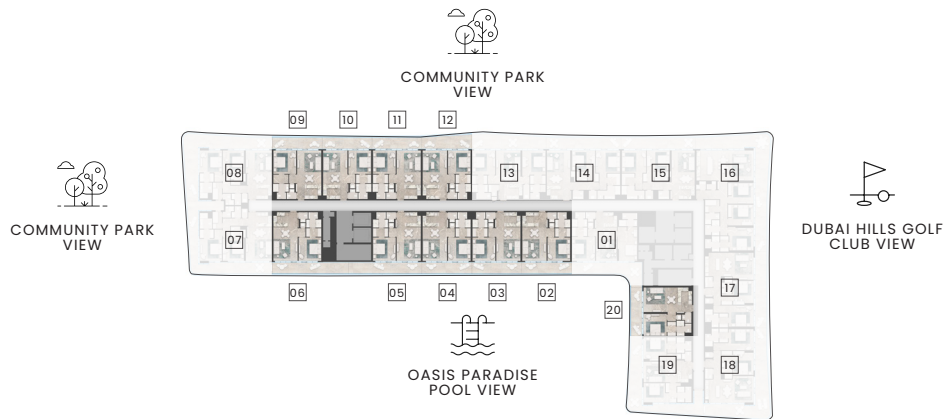 COMMUNITY PARK
VIEW
09 10 11 12
08 13 14 15 16
COMMUNITY PARK
VIEW
DUBAI HILLS GOLF
CLUB VIEW
07 01
06 05 04 03 02 17
20
19 18
OASIS PARADISE
POOL VIEW